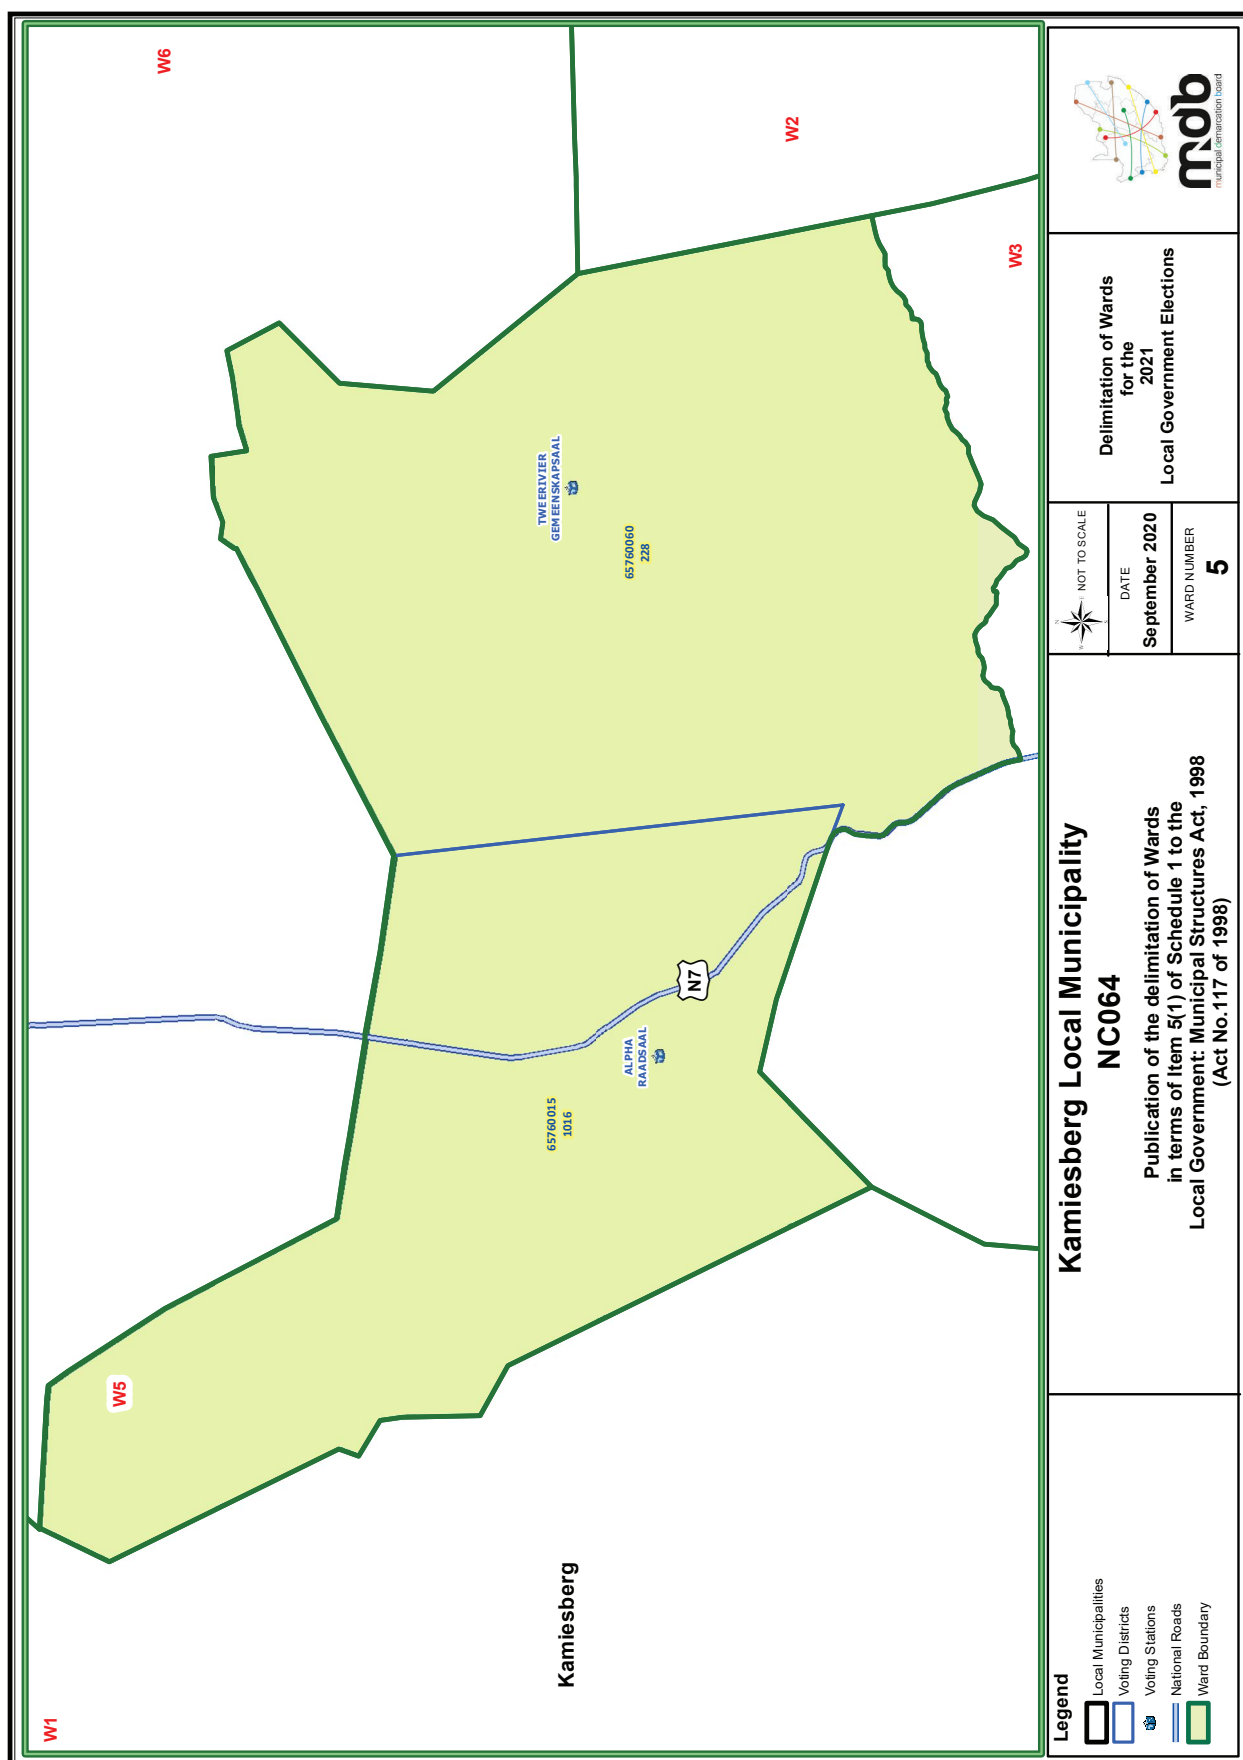 W1
W5
W6
W2
W3
Kamiesberg
65760015
1016
ALPHA
RAADSAAL
N7
TWEERIVIER
GEMEENSKAPSAAL
65760060
228
Legend
Local Municipalities
Voting Districts
Voting Stations
National Roads
Ward Boundary
Kamiesberg Local Municipality
NC064
Publication of the delimitation of Wards
in terms of Item 5(1) of Schedule 1 to the
Local Government: Municipal Structures Act, 1998
(Act No.117 of 1998)
NOT TO SCALE
DATE
September 2020
WARD NUMBER
5
Delimitation of Wards
for the
2021
Local Government Elections
mdb
municipal demarcation board